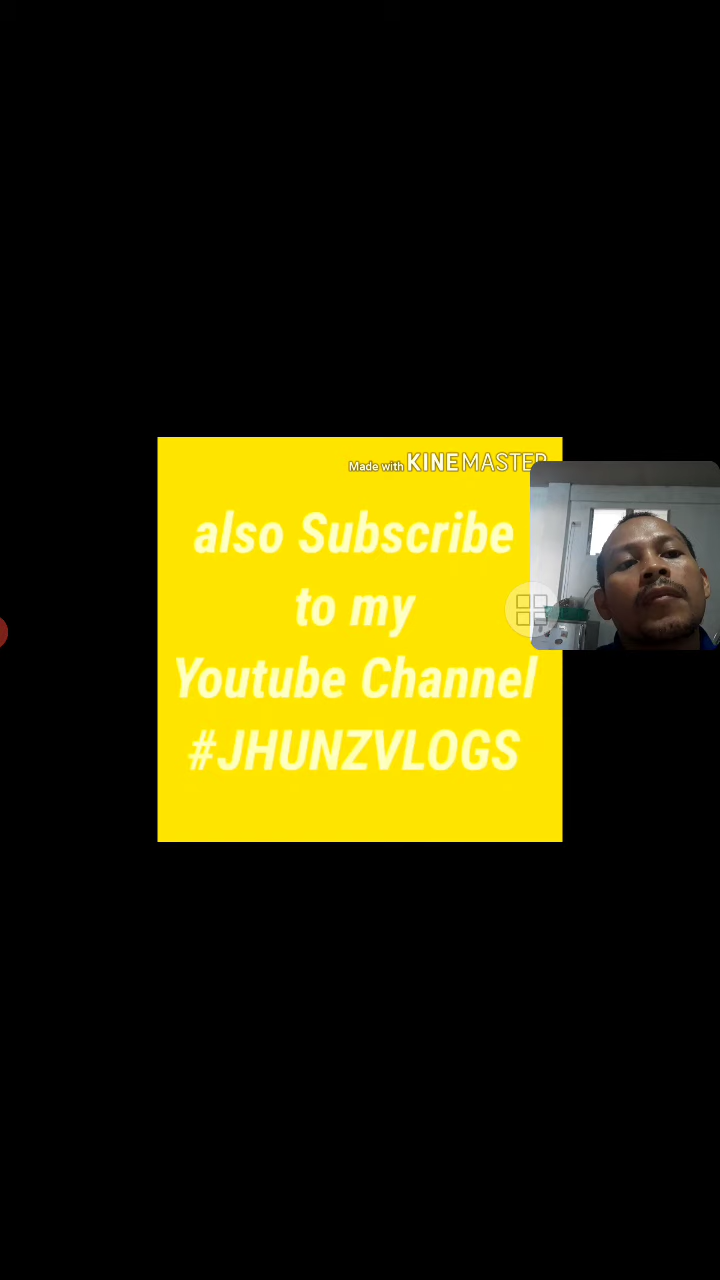 Made with KINEMASTER
also Subscribe
to my
Youtube Channel
#JHUNZVLOGS